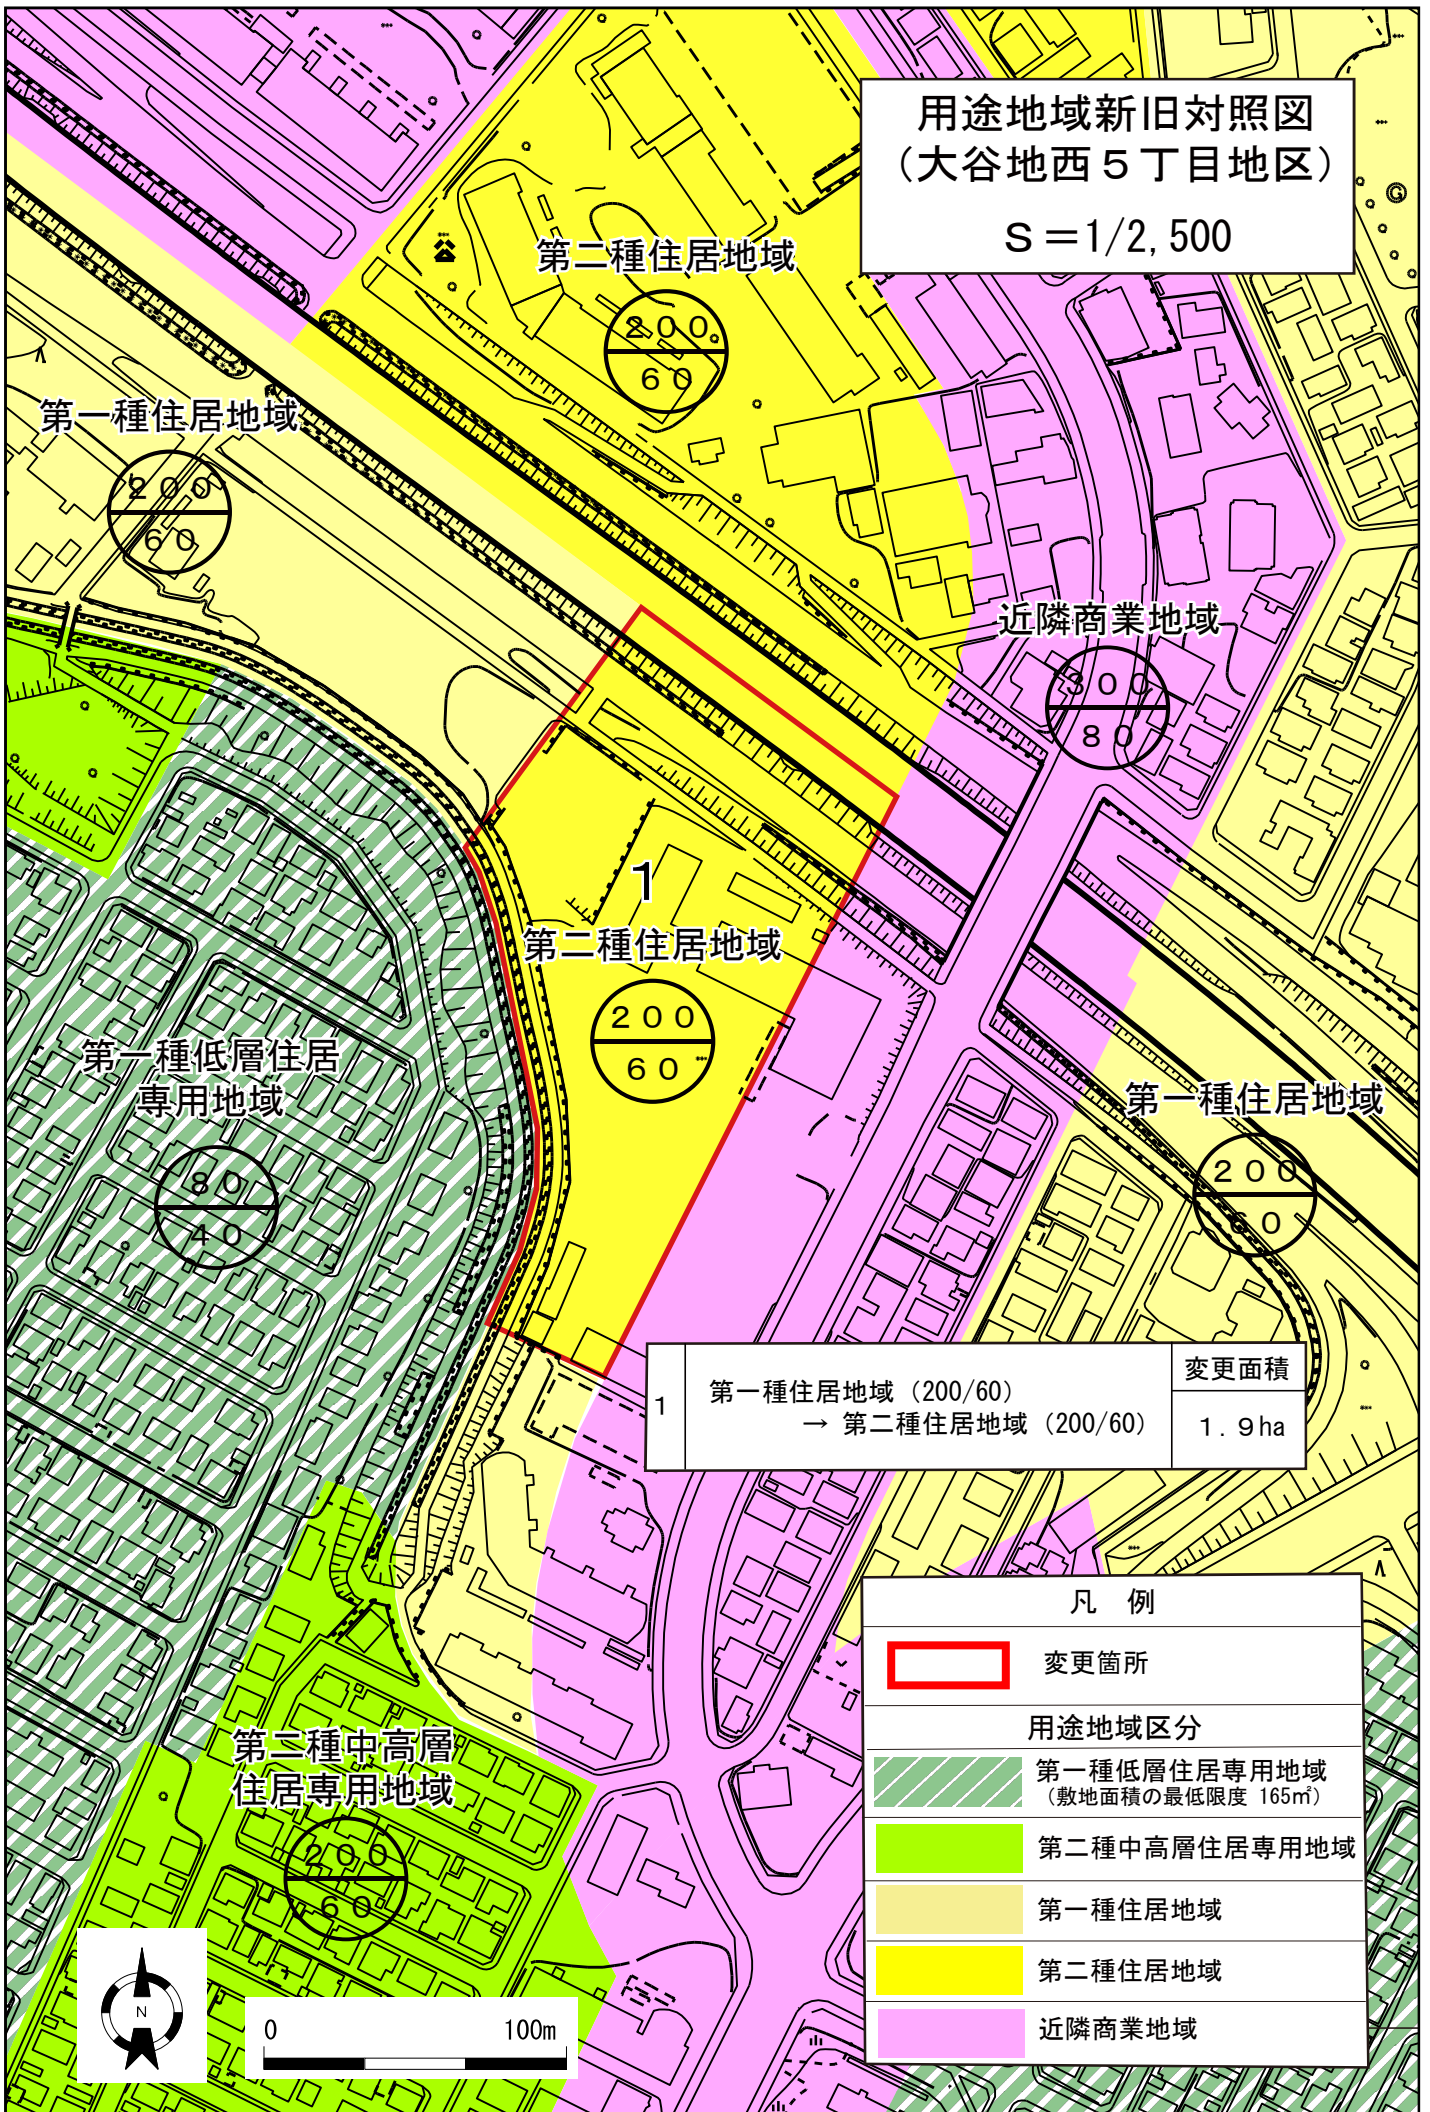 用途地域新旧対照図
（大谷地西５丁目地区）
Ｓ＝1/2,500
第二種住居地域
２００
６０
第一種住居地域
２００
６０
近隣商業地域
３００
８０
1
第二種住居地域
２００
６０
第一種低層住居
専用地域
８０
４０
第一種住居地域
２００
６０
1
第一種住居地域（200/60）
→ 第二種住居地域（200/60）
変更面積
１.９ha
第二種中高層
住居専用地域
２００
６０
凡　例
変更箇所
用途地域区分
第一種低層住居専用地域
（敷地面積の最低限度 165㎡）
第二種中高層住居専用地域
第一種住居地域
第二種住居地域
近隣商業地域
N
0 100m